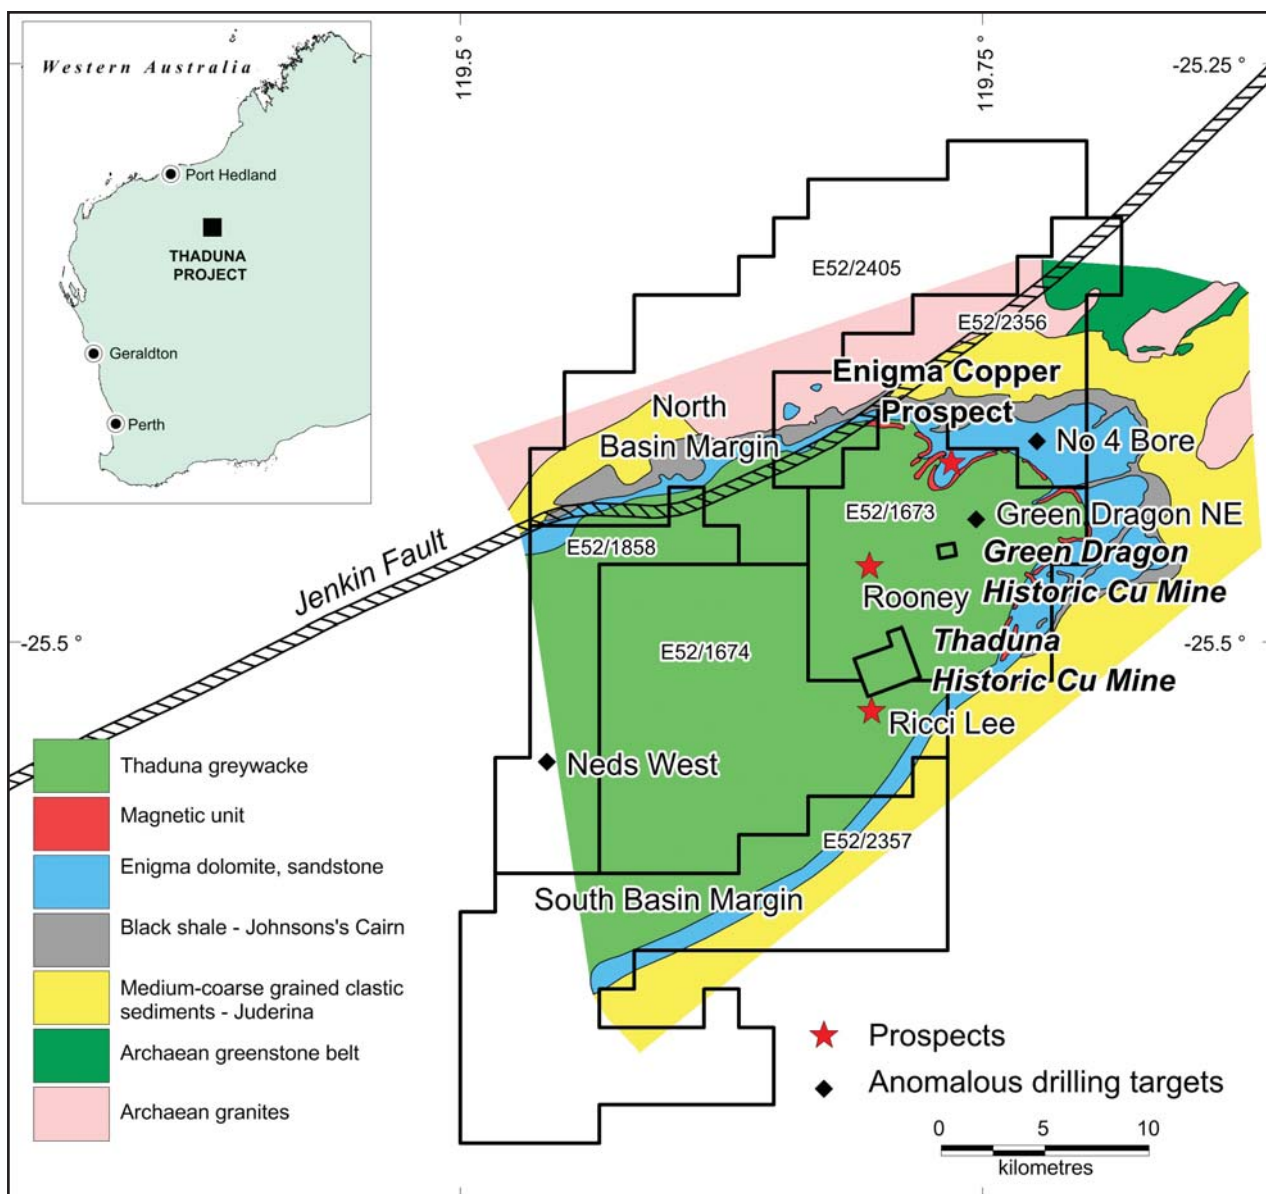 Western Australia
Port Hedland
THADUNA
PROJECT
Geraldton
Perth
119.5 °
119.75 °
-25.25 °
E52/2405
E52/2356
Enigma Copper
Prospect
North
Basin Margin
No 4 Bore
E52/1673
Green Dragon NE
E52/1858
Green Dragon
Historic Cu Mine
Jenkin Fault
Rooney
-25.5 °
-25.5 °
E52/1674
Thaduna
Historic Cu Mine
Ricci Lee
Neds West
E52/2357
South Basin Margin
Thaduna greywacke
Magnetic unit
Enigma dolomite, sandstone
Black shale - Johnsons's Cairn
Medium-coarse grained clastic
sediments - Juderina
Archaean greenstone belt
Archaean granites
Prospects
Anomalous drilling targets
0 5 10
kilometres